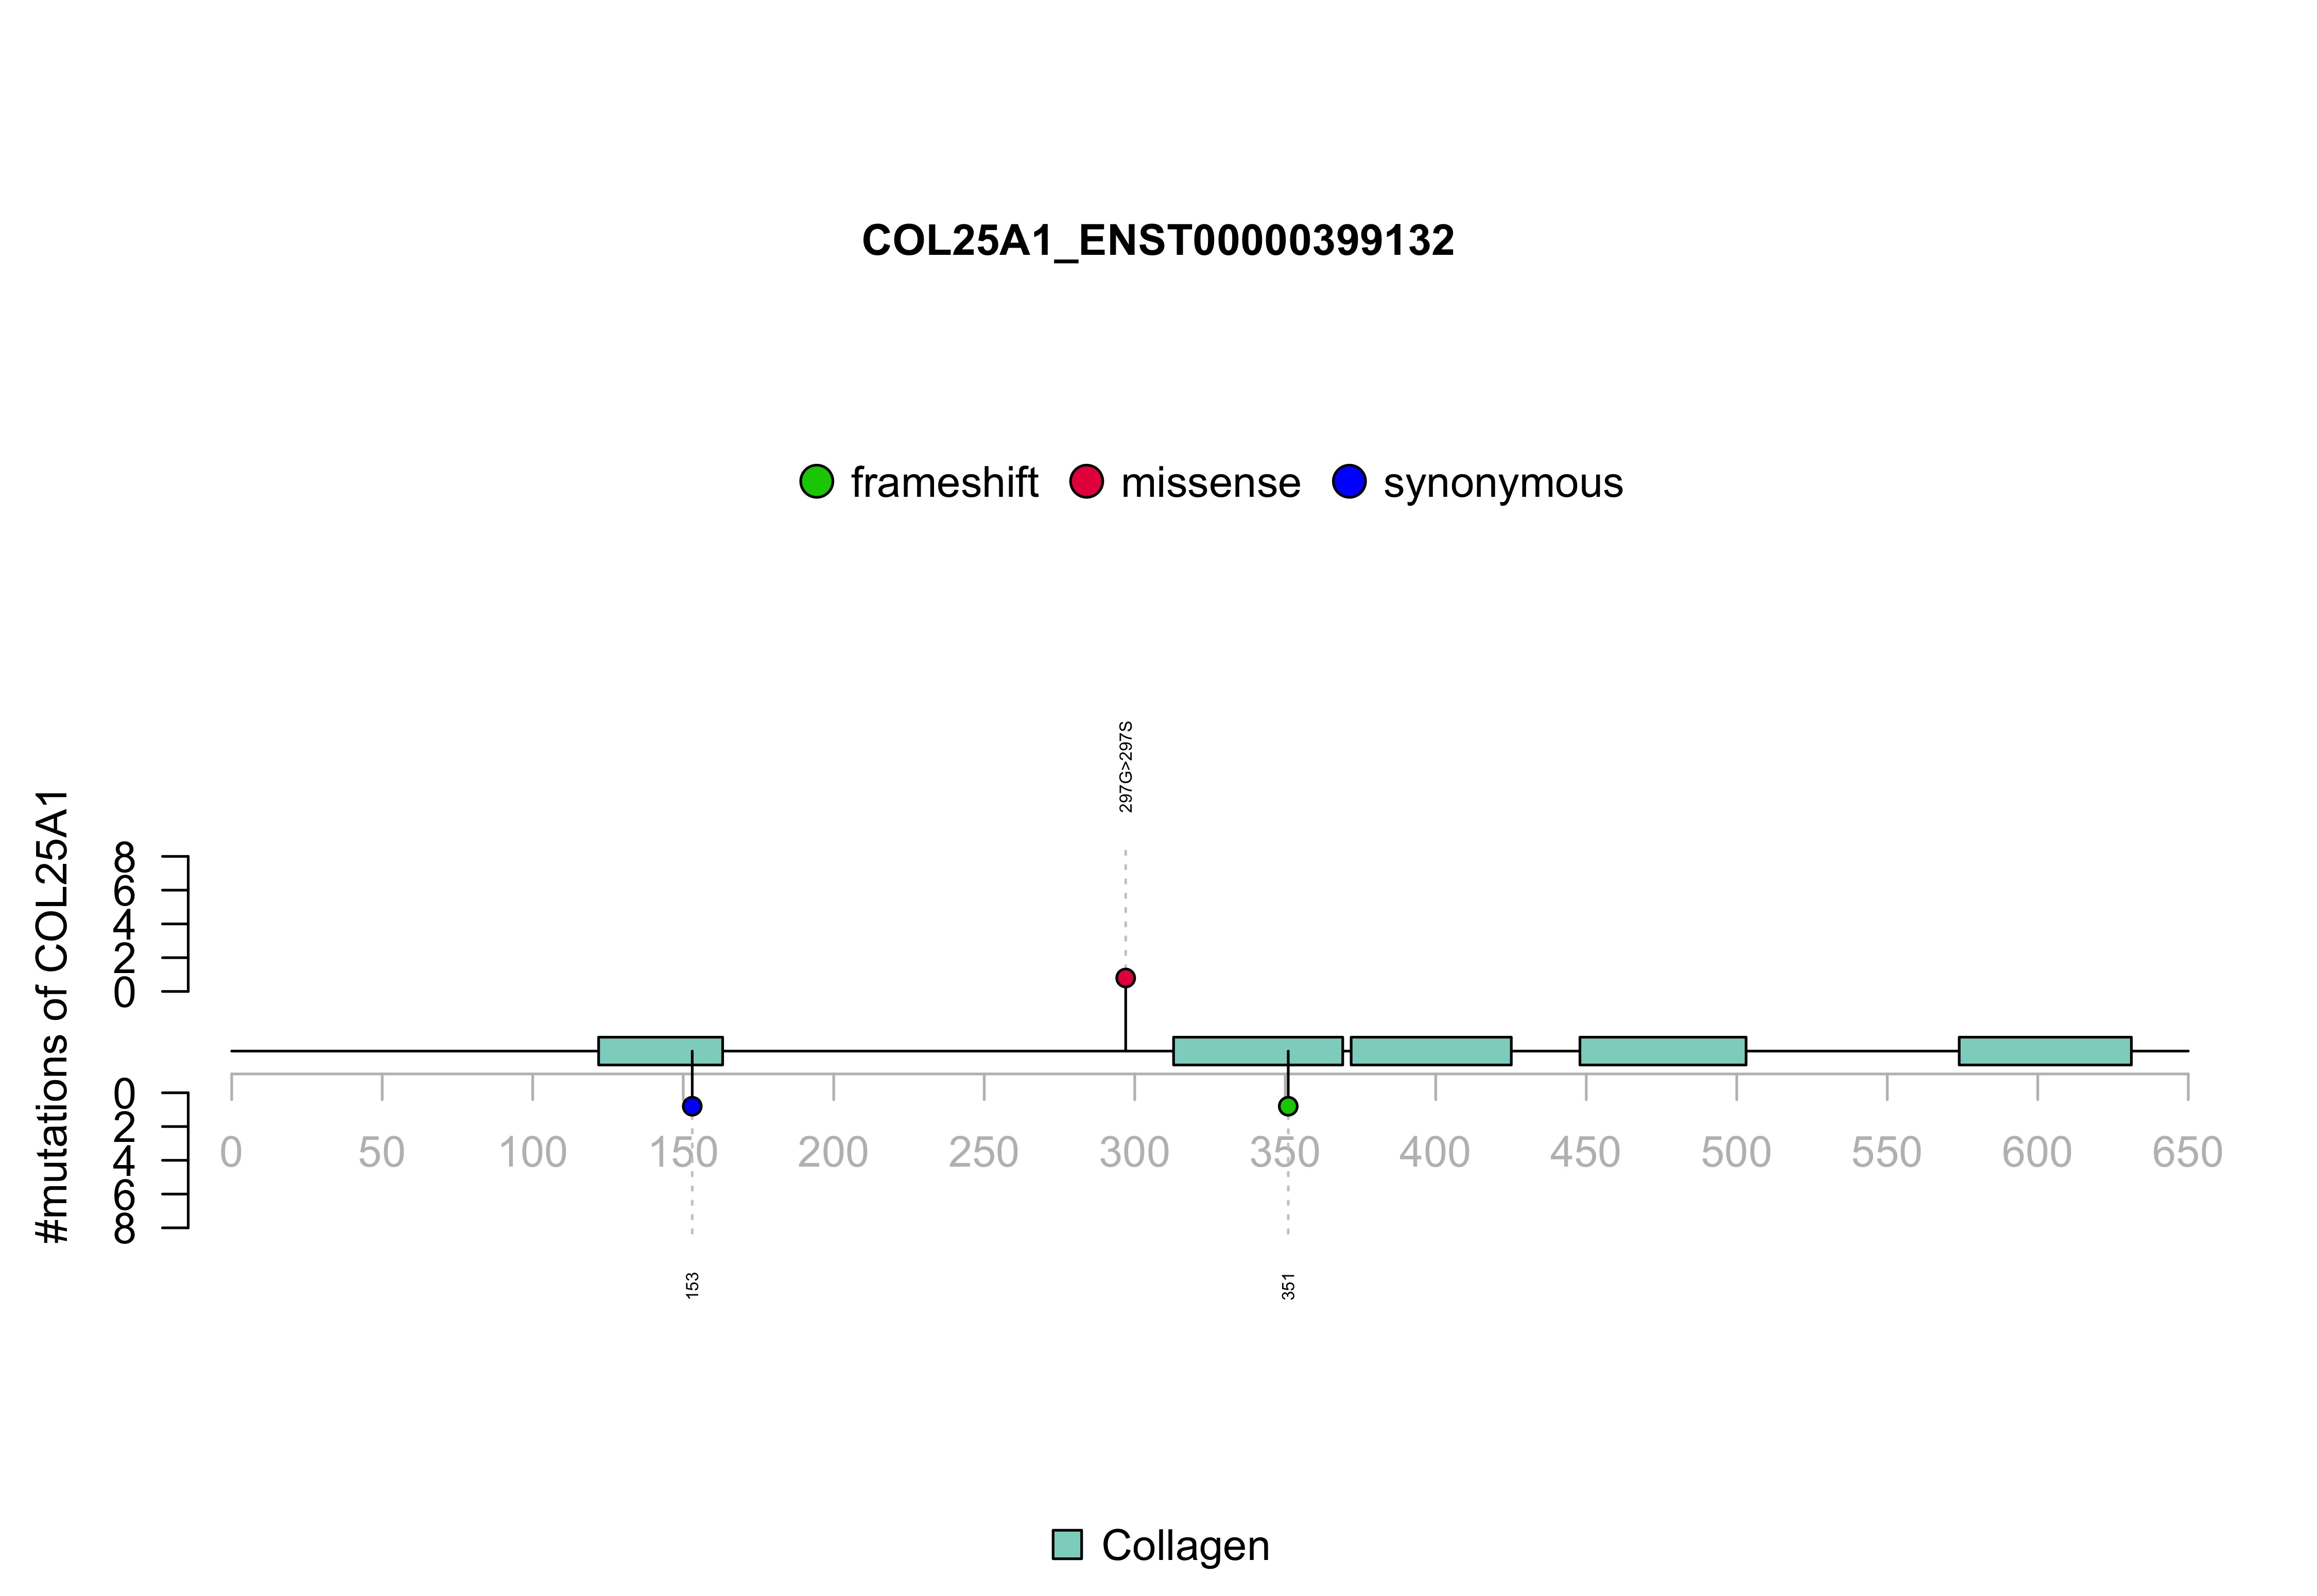 COL25A1_ENST00000399132
frameshift missense synonymous
297G>297S
#mutations of COL25A1
8
6
4
2
0
0
2
4
6
8
0 50 100 150 200 250 300 350 400 450 500 550 600 650
153 351
Collagen